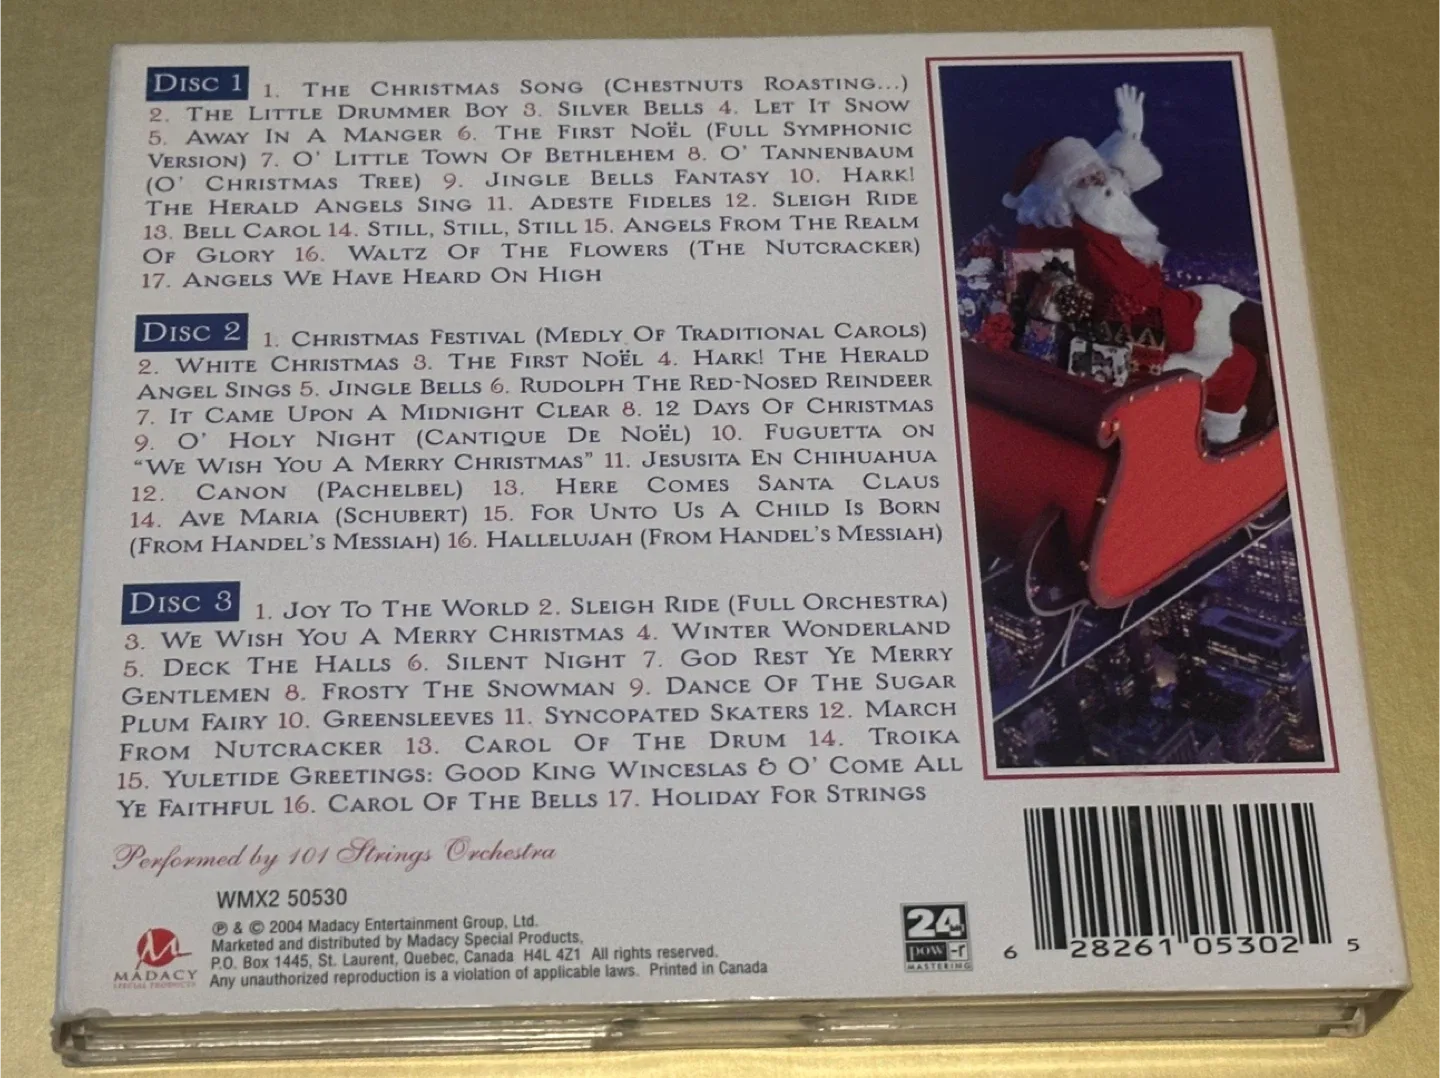 DISC 1 1. THE CHRISTMAS SONG (CHESTNUTS ROASTING...)
2. THE LITTLE DRUMMER BOY 3. SILVER BELLS 4. LET IT SNOW
5. AWAY IN A MANGER 6. THE FIRST NOËL (FULL SYMPHONIC
VERSION) 7. O' LITTLE TOWN OF BETHLEHEM 8. O' TANNENBAUM
(O' CHRISTMAS TREE) 9. JINGLE BELLS FANTASY 10. HARK!
THE HERALD ANGELS SING 11. ADESTE FIDELES 12. SLEIGH RIDE
13. BELL CAROL 14. STILL, STILL, STILL 15. ANGELS FROM THE REALM
OF GLORY 16. WALTZ OF THE FLOWERS (THE NUTCRACKER)
17. ANGELS WE HAVE HEARD ON HIGH
DISC 2 1. CHRISTMAS FESTIVAL (MEDLY OF TRADITIONAL CAROLS)
2. WHITE CHRISTMAS 3. THE FIRST NOËL 4. HARK! THE HERALD
ANGEL SINGS 5. JINGLE BELLS 6. RUDOLPH THE RED-NOSED REINDEER
7. IT CAME UPON A MIDNIGHT CLEAR 8. 12 DAYS OF CHRISTMAS
9. O' HOLY NIGHT (CANTIQUE DE NOËL) 10. FUGUETTA ON
"WE WISH YOU A MERRY CHRISTMAS" 11. JESUSITA EN CHIHUAHUA
12. CANON (PACHELBEL) 13. HERE COMES SANTA CLAUS
14. AVE MARIA (SCHUBERT) 15. FOR UNTO US A CHILD IS BORN
(FROM HANDEL'S MESSIAH) 16. HALLELUJAH (FROM HANDEL'S MESSIAH)
DISC 3 1. JOY TO THE WORLD 2. SLEIGH RIDE (FULL ORCHESTRA)
3. WE WISH YOU A MERRY CHRISTMAS 4. WINTER WONDERLAND
5. DECK THE HALLS 6. SILENT NIGHT 7. GOD REST YE MERRY
GENTLEMEN 8. FROSTY THE SNOWMAN 9. DANCE OF THE SUGAR
PLUM FAIRY 10. GREENSLEEVES 11. SYNCOPATED SKATERS 12. MARCH
FROM NUTCRACKER 13. CAROL OF THE DRUM 14. TROIKA
15. YULETIDE GREETINGS: GOOD KING WINCESLAS & O' COME ALL
YE FAITHFUL 16. CAROL OF THE BELLS 17. HOLIDAY FOR STRINGS
Performed by 101 Strings Orchestra
WMX2 50530
℗ & © 2004 Madacy Entertainment Group, Ltd.
Marketed and distributed by Madacy Special Products,
P.O. Box 1445, St. Laurent, Quebec, Canada H4L 4Z1 All rights reserved.
Any unauthorized reproduction is a violation of applicable laws. Printed in Canada
MADACY
SPECIAL PRODUCTS
24
pow-r
MASTERING
6 28261 05302 5